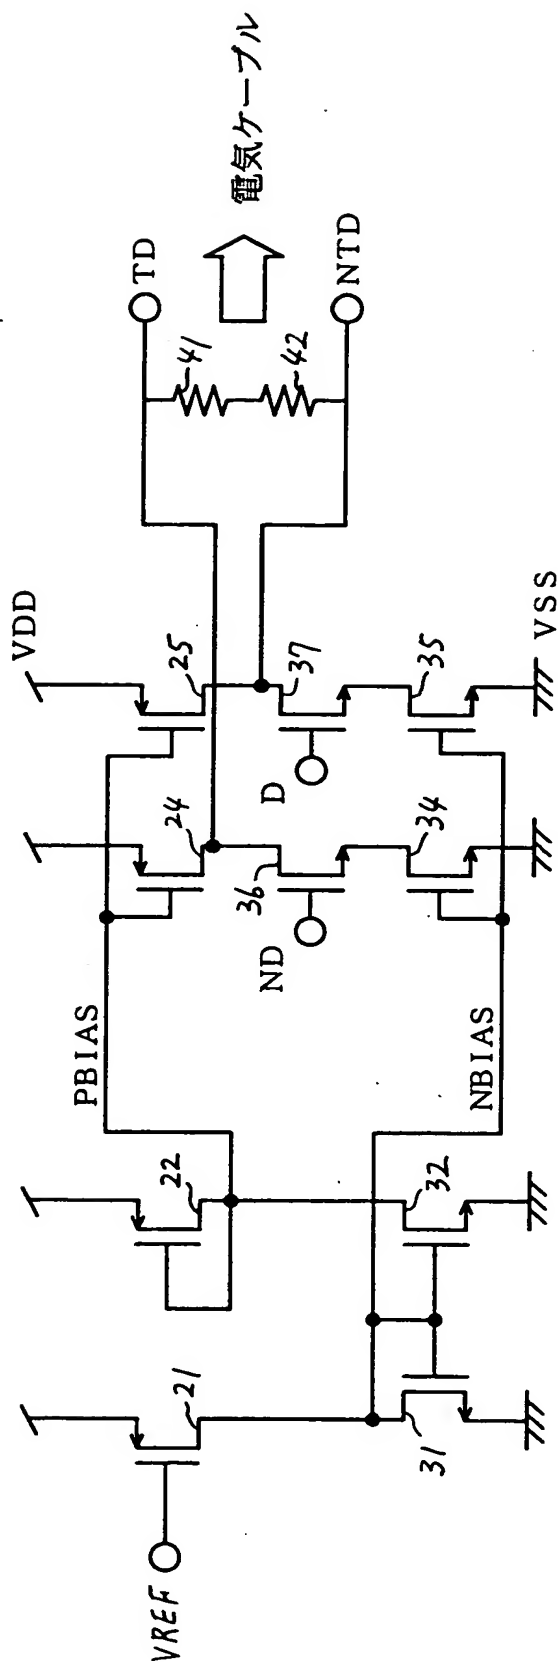 VDD
TD
電気ケーブル
NTD
41
42
PBIAS
25
24
D
37
36
ND
35
34
VSS
NBIAS
22
32
21
31
VREF